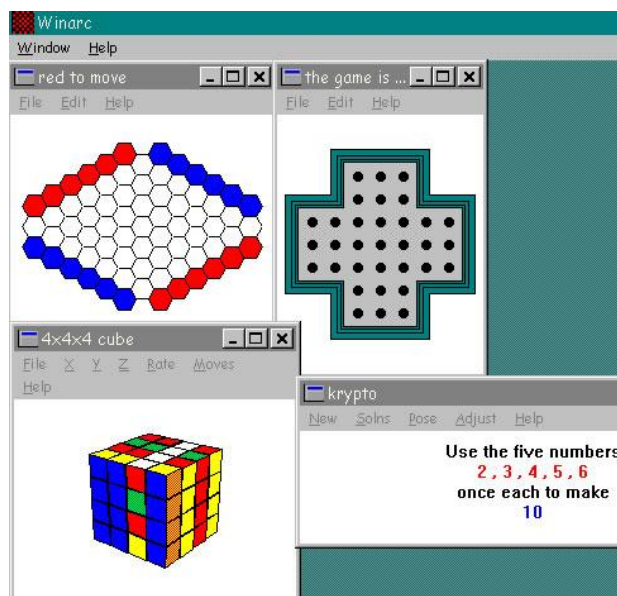 Winarc
Window Help
red to move
File Edit Help
the game is ...
File Edit Help
4x4x4 cube
File X Y Z Rate Moves
Help
krypto
New Solns Pose Adjust Help
Use the five numbers
2 , 3 , 4 , 5 , 6
once each to make
10